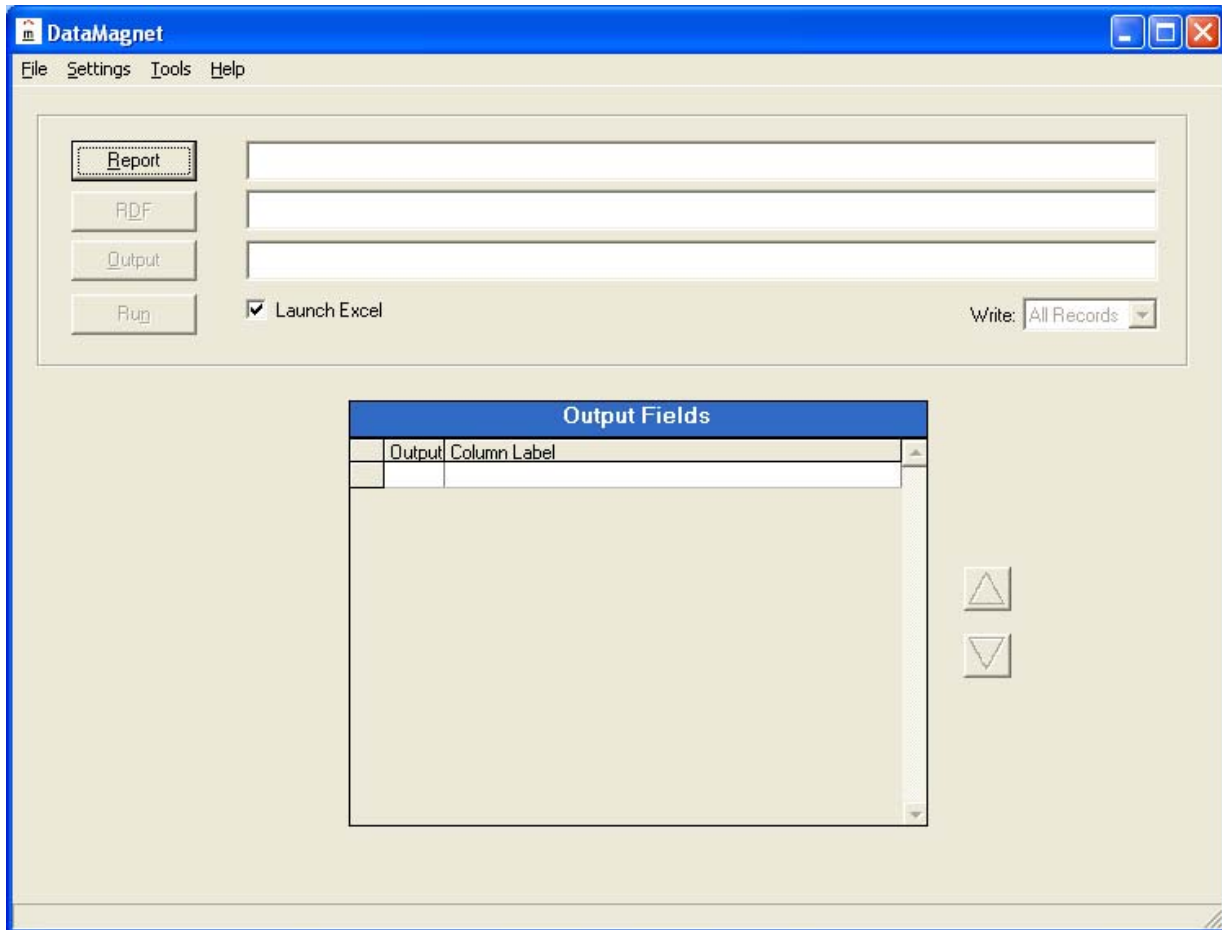 DataMagnet
File Settings Tools Help
Report
RDF
Output
Run Launch Excel Write: All Records
Output Fields
Output Column Label